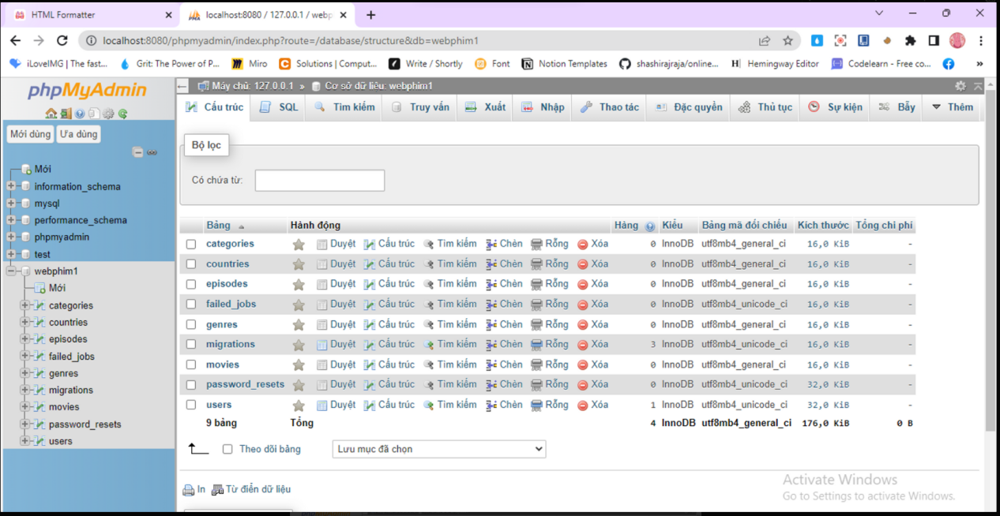 HTML Formatter
localhost:8080 / 127.0.0.1 / webp
localhost:8080/phpmyadmin/index.php?route=/database/structure&db=webphim1
iLoveIMG | The fast... Grit: The Power of P... Miro Solutions | Comput... Write / Shortly Font Notion Templates shashirajraja/online... Hemingway Editor Codelearn - Free co... »
phpMyAdmin
Máy chủ: 127.0.0.1 » Cơ sở dữ liệu: webphim1
Cấu trúc SQL Tìm kiếm Truy vấn Xuất Nhập Thao tác Đặc quyền Thủ tục Sự kiện Bẫy Thêm
Mới dùng Ưa dùng
Mới
information_schema
mysql
performance_schema
phpmyadmin
test
webphim1
Mới
categories
countries
episodes
failed_jobs
genres
migrations
movies
password_resets
users
Bộ lọc
Có chứa từ:
Bảng Hành động Hàng Kiểu Bảng mã đối chiếu Kích thước Tổng chi phí
categories Duyệt Cấu trúc Tìm kiếm Chèn Rỗng Xóa 0 InnoDB utf8mb4_general_ci 16,0 KiB -
countries Duyệt Cấu trúc Tìm kiếm Chèn Rỗng Xóa 0 InnoDB utf8mb4_general_ci 16,0 KiB -
episodes Duyệt Cấu trúc Tìm kiếm Chèn Rỗng Xóa 0 InnoDB utf8mb4_general_ci 16,0 KiB -
failed_jobs Duyệt Cấu trúc Tìm kiếm Chèn Rỗng Xóa 0 InnoDB utf8mb4_unicode_ci 16,0 KiB -
genres Duyệt Cấu trúc Tìm kiếm Chèn Rỗng Xóa 0 InnoDB utf8mb4_general_ci 16,0 KiB -
migrations Duyệt Cấu trúc Tìm kiếm Chèn Rỗng Xóa 3 InnoDB utf8mb4_unicode_ci 16,0 KiB -
movies Duyệt Cấu trúc Tìm kiếm Chèn Rỗng Xóa 0 InnoDB utf8mb4_general_ci 16,0 KiB -
password_resets Duyệt Cấu trúc Tìm kiếm Chèn Rỗng Xóa 0 InnoDB utf8mb4_unicode_ci 32,0 KiB -
users Duyệt Cấu trúc Tìm kiếm Chèn Rỗng Xóa 1 InnoDB utf8mb4_unicode_ci 32,0 KiB -
9 bảng Tổng 4 InnoDB utf8mb4_general_ci 176,0 KiB 0 B
Theo dõi bảng Lưu mục đã chọn
In Từ điển dữ liệu
Activate Windows
Go to Settings to activate Windows.